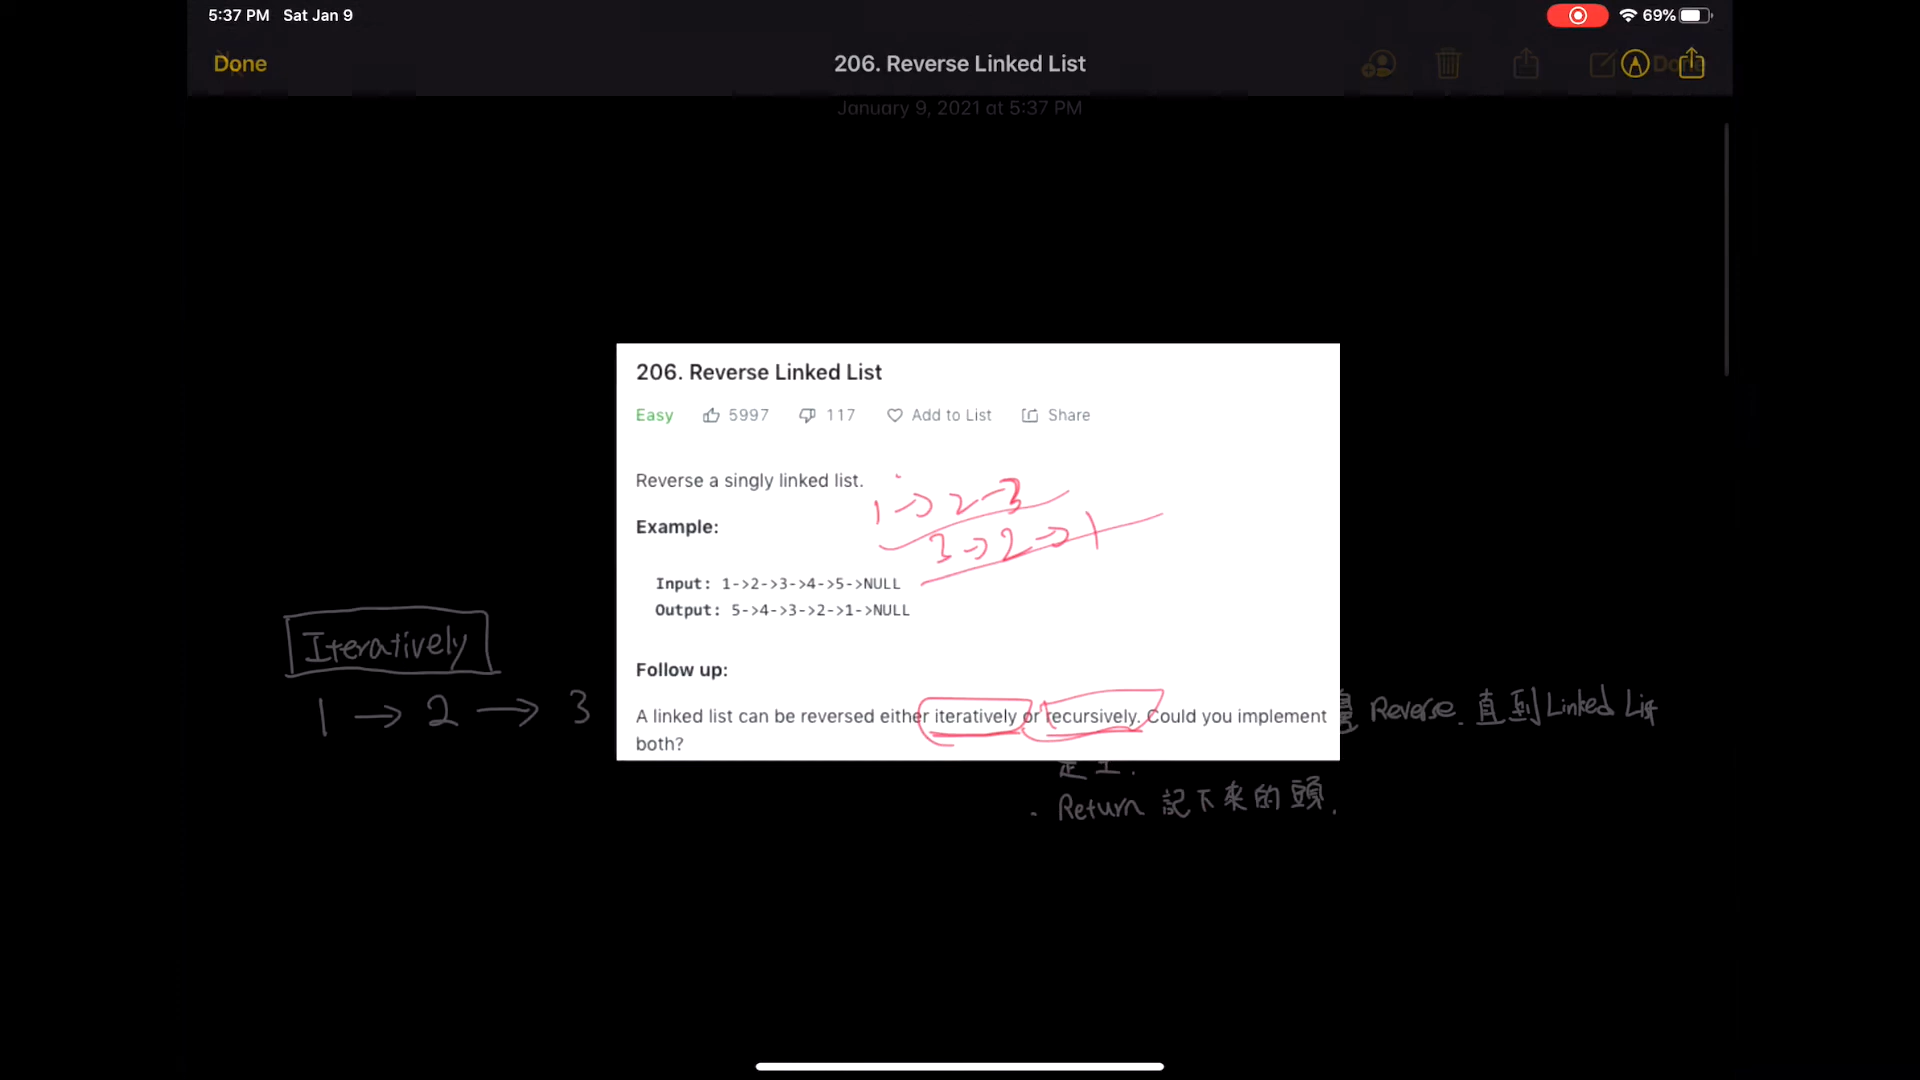 5:37 PM Sat Jan 9
69%
Done
206. Reverse Linked List
January 9, 2021 at 5:37 PM
206. Reverse Linked List
Easy 5997 117 Add to List Share
Reverse a singly linked list.
1->2-3
Example:
3->2->1
Input: 1->2->3->4->5->NULL
Output: 5->4->3->2->1->NULL
Iteratively
Follow up:
1 → 2 → 3
A linked list can be reversed either iteratively or recursively. Could you implement
both?
邊 Reverse. 直到 Linked List
走完.
. Return 記下來的頭.